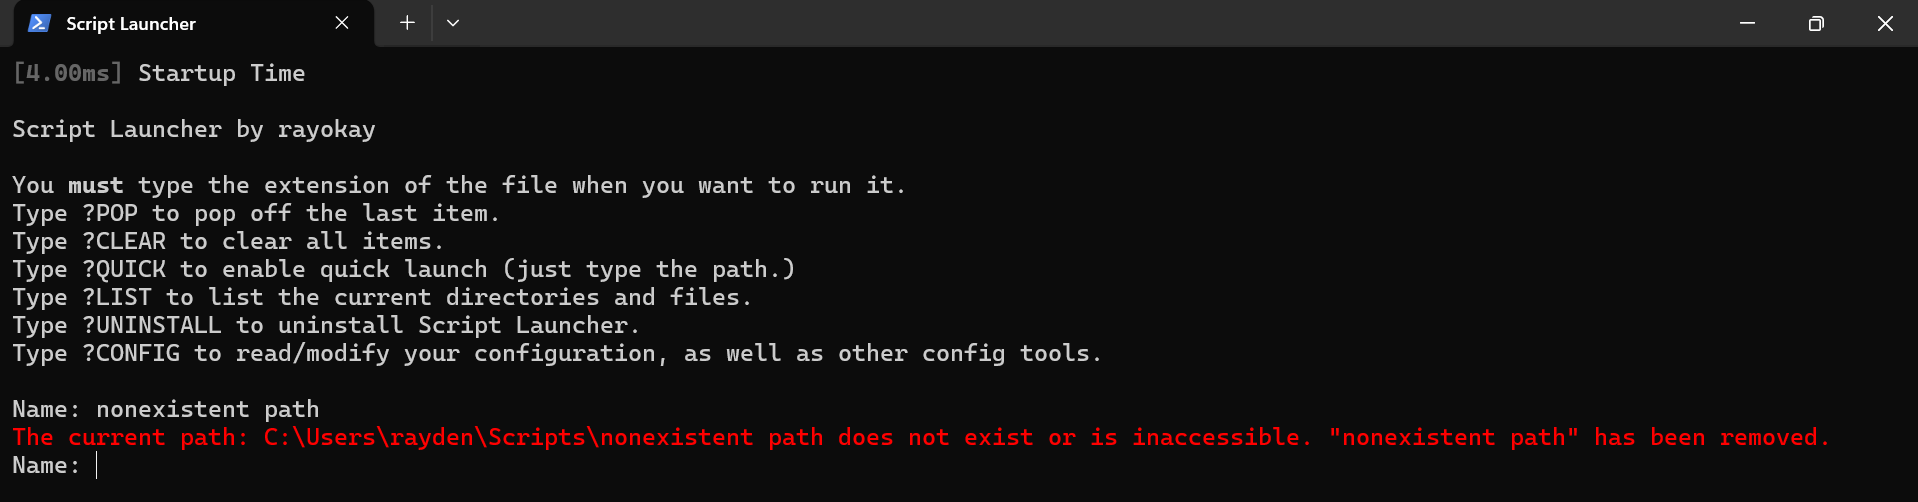 Script Launcher
[4.00ms] Startup Time
Script Launcher by rayokay
You must type the extension of the file when you want to run it.
Type ?POP to pop off the last item.
Type ?CLEAR to clear all items.
Type ?QUICK to enable quick launch (just type the path.)
Type ?LIST to list the current directories and files.
Type ?UNINSTALL to uninstall Script Launcher.
Type ?CONFIG to read/modify your configuration, as well as other config tools.
Name: nonexistent path
The current path: C:\Users\rayden\Scripts\nonexistent path does not exist or is inaccessible. "nonexistent path" has been removed.
Name: